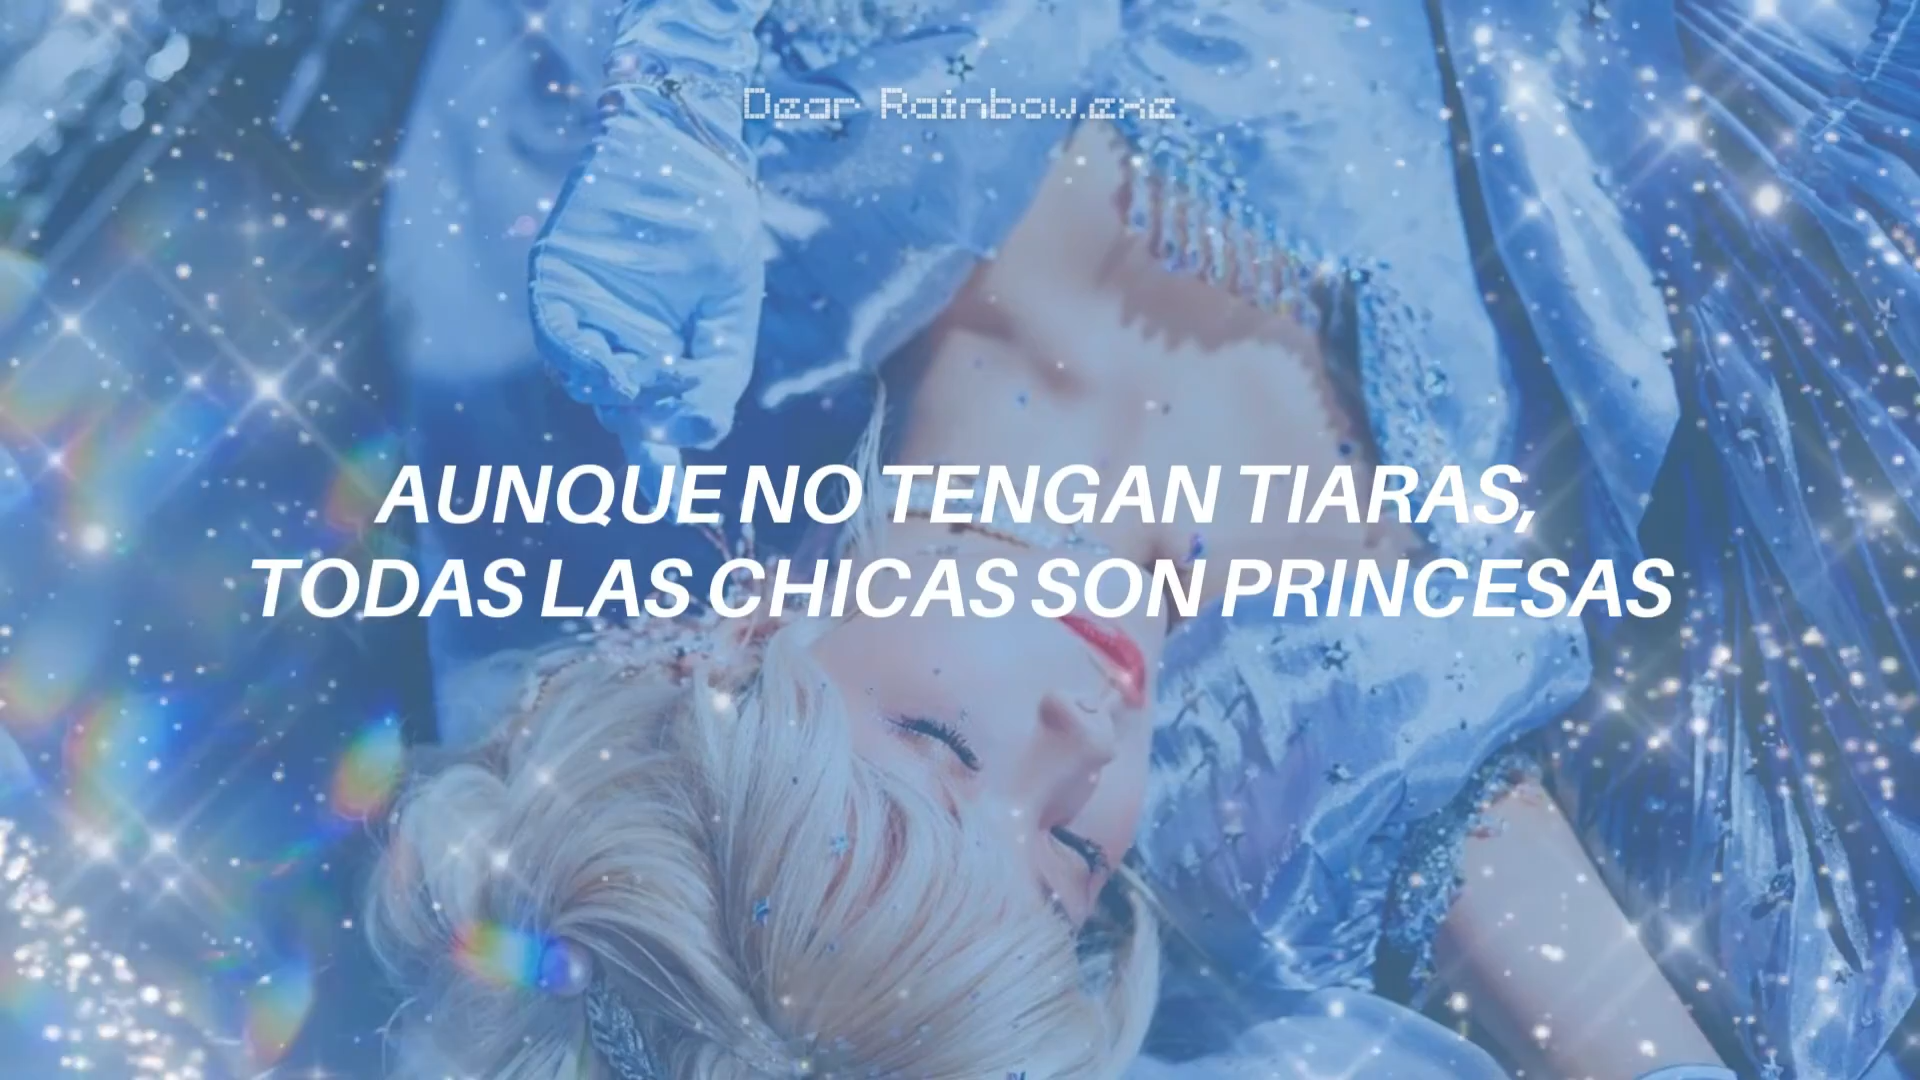 Dear Rainbow.exe
AUNQUE NO TENGAN TIARAS,
TODAS LAS CHICAS SON PRINCESAS